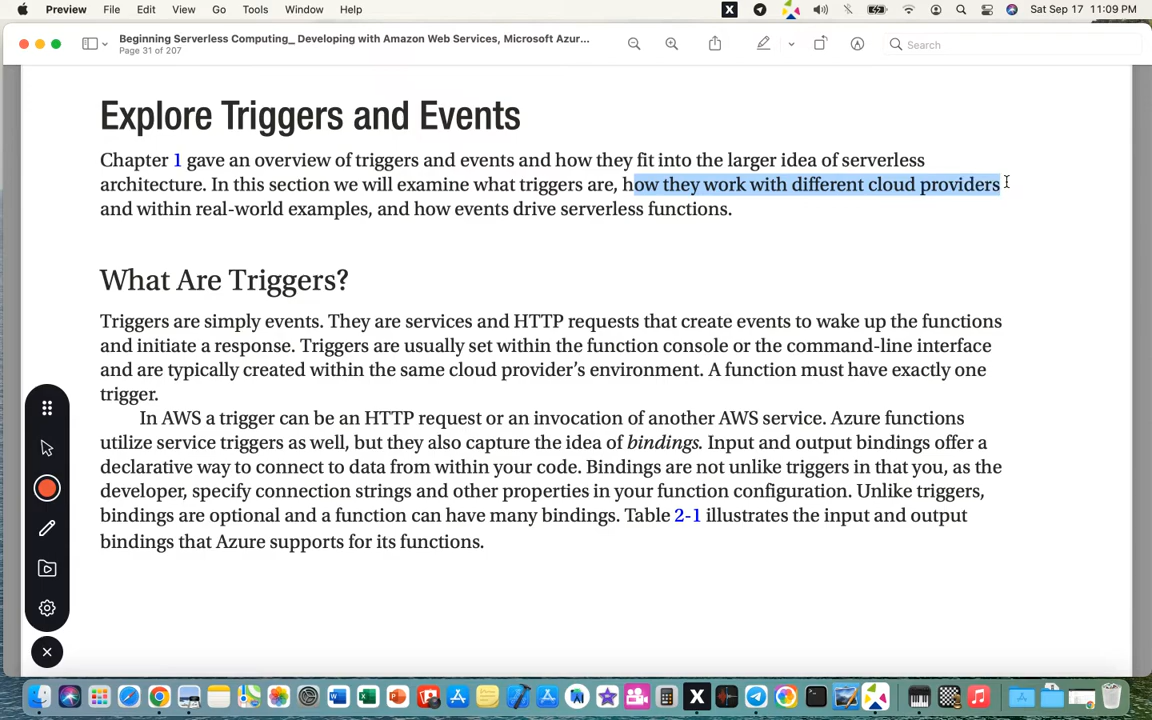 Preview File Edit View Go Tools Window Help Sat Sep 17 11:09 PM
Beginning Serverless Computing_ Developing with Amazon Web Services, Microsoft Azur...
Page 31 of 207
Search
Explore Triggers and Events
Chapter 1 gave an overview of triggers and events and how they fit into the larger idea of serverless
architecture. In this section we will examine what triggers are, how they work with different cloud providers
and within real-world examples, and how events drive serverless functions.
What Are Triggers?
Triggers are simply events. They are services and HTTP requests that create events to wake up the functions
and initiate a response. Triggers are usually set within the function console or the command-line interface
and are typically created within the same cloud provider’s environment. A function must have exactly one
trigger.
In AWS a trigger can be an HTTP request or an invocation of another AWS service. Azure functions
utilize service triggers as well, but they also capture the idea of bindings. Input and output bindings offer a
declarative way to connect to data from within your code. Bindings are not unlike triggers in that you, as the
developer, specify connection strings and other properties in your function configuration. Unlike triggers,
bindings are optional and a function can have many bindings. Table 2-1 illustrates the input and output
bindings that Azure supports for its functions.